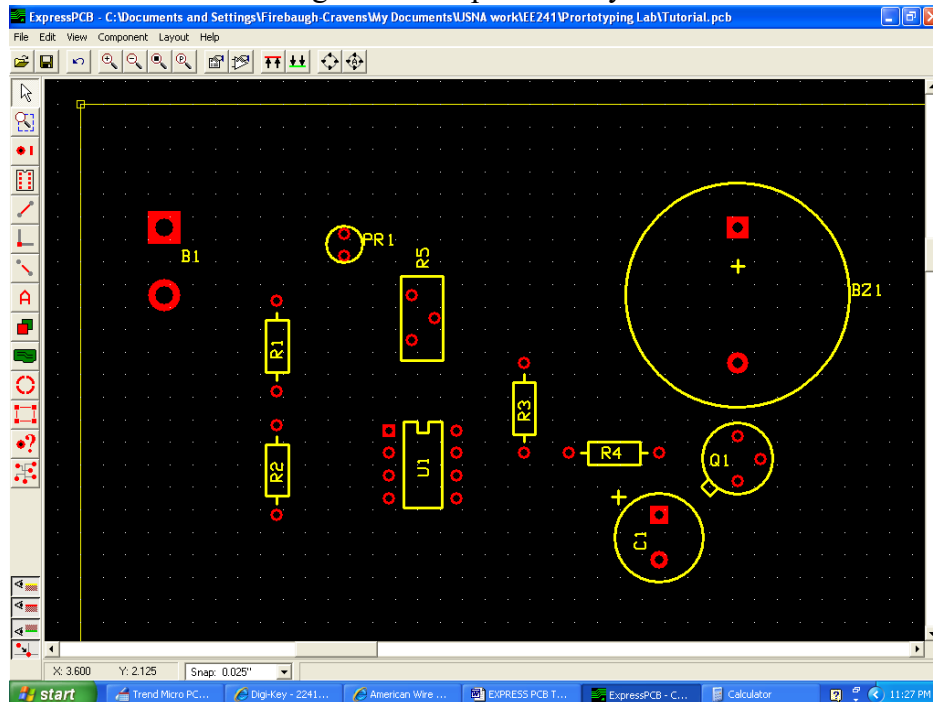 ExpressPCB - C:\Documents and Settings\Firebaugh-Cravens\My Documents\USNA work\EE241\Prortotyping Lab\Tutorial.pcb
File Edit View Component Layout Help
B1
PR1
R5
BZ1
R1
R3
R4
Q1
R2
U1
C1
X: 3.600 Y: 2.125 Snap: 0.025"
start Trend Micro PC... Digi-Key - 2241... American Wire ... EXPRESS PCB T... ExpressPCB - C... Calculator 11:27 PM